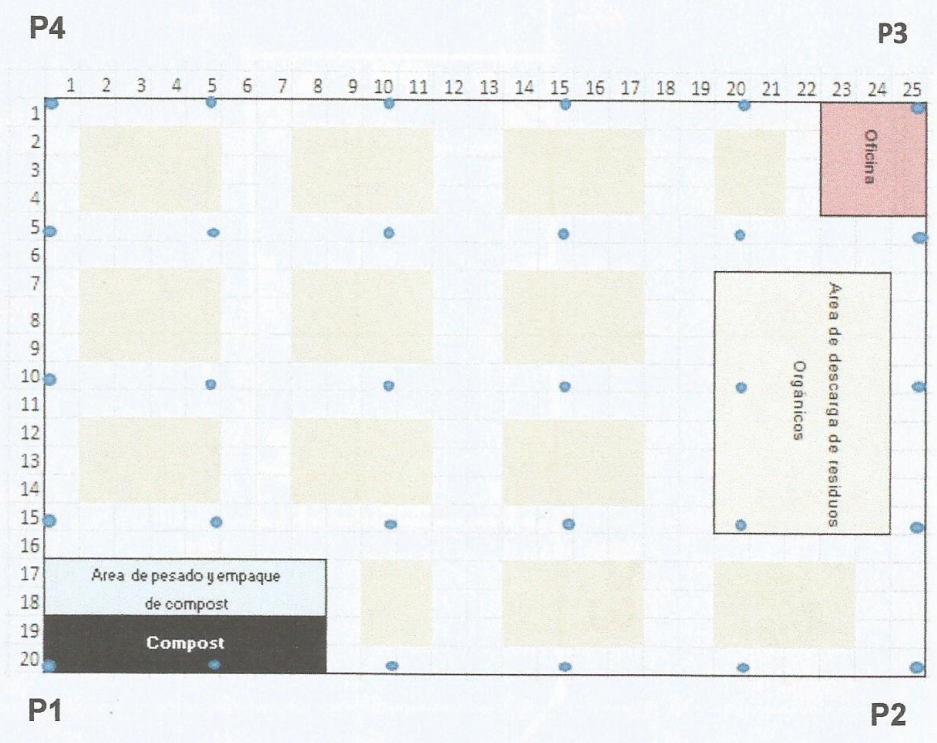 P4
P3
1 2 3 4 5 6 7 8 9 10 11 12 13 14 15 16 17 18 19 20 21 22 23 24 25
1
2
3
4
5
6
7
8
9
10
11
12
13
14
15
16
17
18
19
20
Oficina
Area de descarga de residuos
Orgánicos
Area de pesado y empaque
de compost
Compost
P1
P2